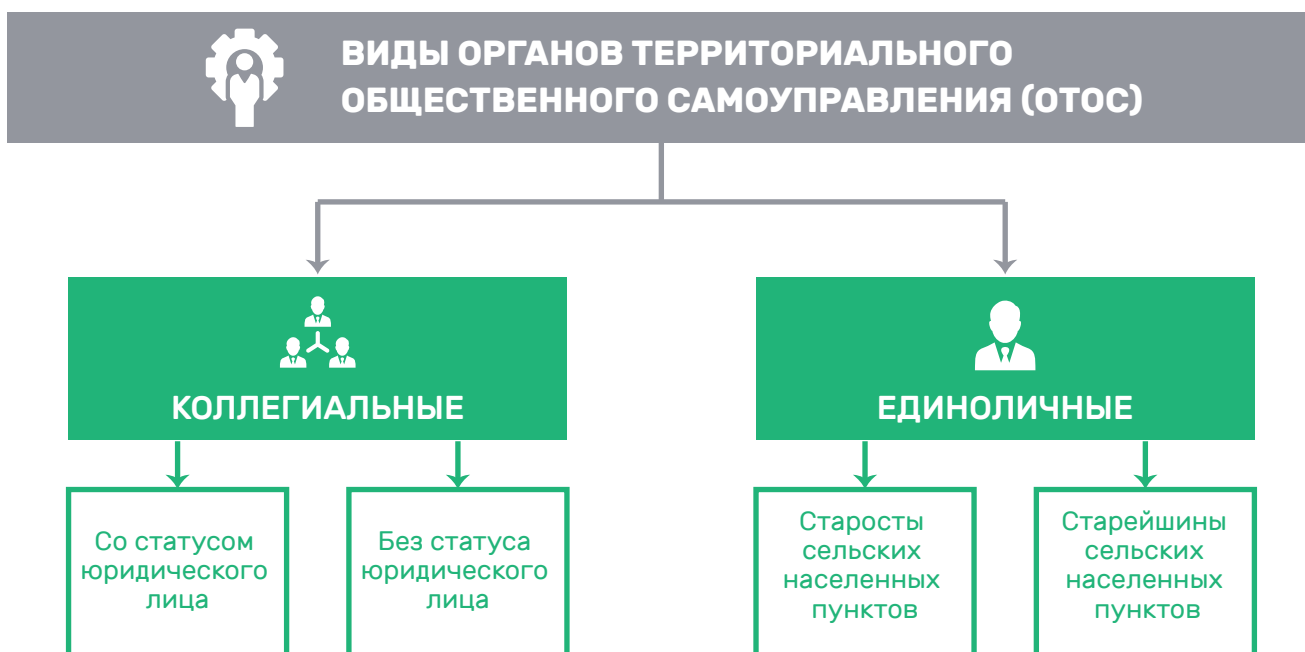 ВИДЫ ОРГАНОВ ТЕРРИТОРИАЛЬНОГО
ОБЩЕСТВЕННОГО САМОУПРАВЛЕНИЯ (ОТОС)
КОЛЛЕГИАЛЬНЫЕ
ЕДИНОЛИЧНЫЕ
Со статусом
юридического
лица
Без статуса
юридического
лица
Старосты
сельских
населенных
пунктов
Старейшины
сельских
населенных
пунктов